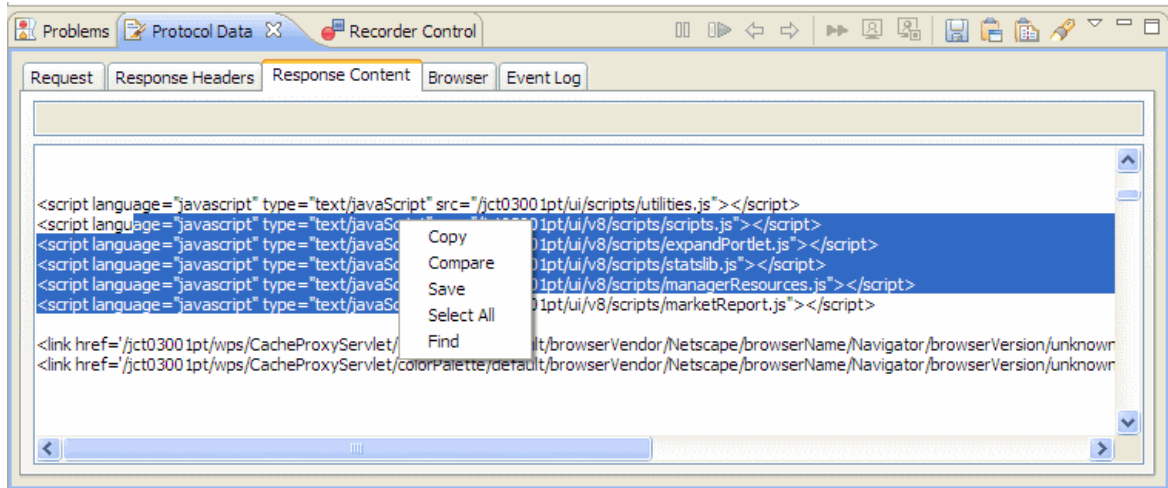 Problems Protocol Data Recorder Control
Request Response Headers Response Content Browser Event Log
<script language="javascript" type="text/javaScript" src="/jct03001pt/ui/scripts/utilities.js"></script>
<script language="javascript" type="text/javaSc 1pt/ui/v8/scripts/scripts.js"></script>
<script language="javascript" type="text/javaSc 1pt/ui/v8/scripts/expandPortlet.js"></script>
<script language="javascript" type="text/javaSc 1pt/ui/v8/scripts/statslib.js"></script>
<script language="javascript" type="text/javaSc 1pt/ui/v8/scripts/managerResources.js"></script>
<script language="javascript" type="text/javaSc 1pt/ui/v8/scripts/marketReport.js"></script>
<link href='/jct03001pt/wps/CacheProxyServlet/ lt/browserVendor/Netscape/browserName/Navigator/browserVersion/unknown
<link href='/jct03001pt/wps/CacheProxyServlet/colorPalette/default/browserVendor/Netscape/browserName/Navigator/browserVersion/unknown
Copy
Compare
Save
Select All
Find